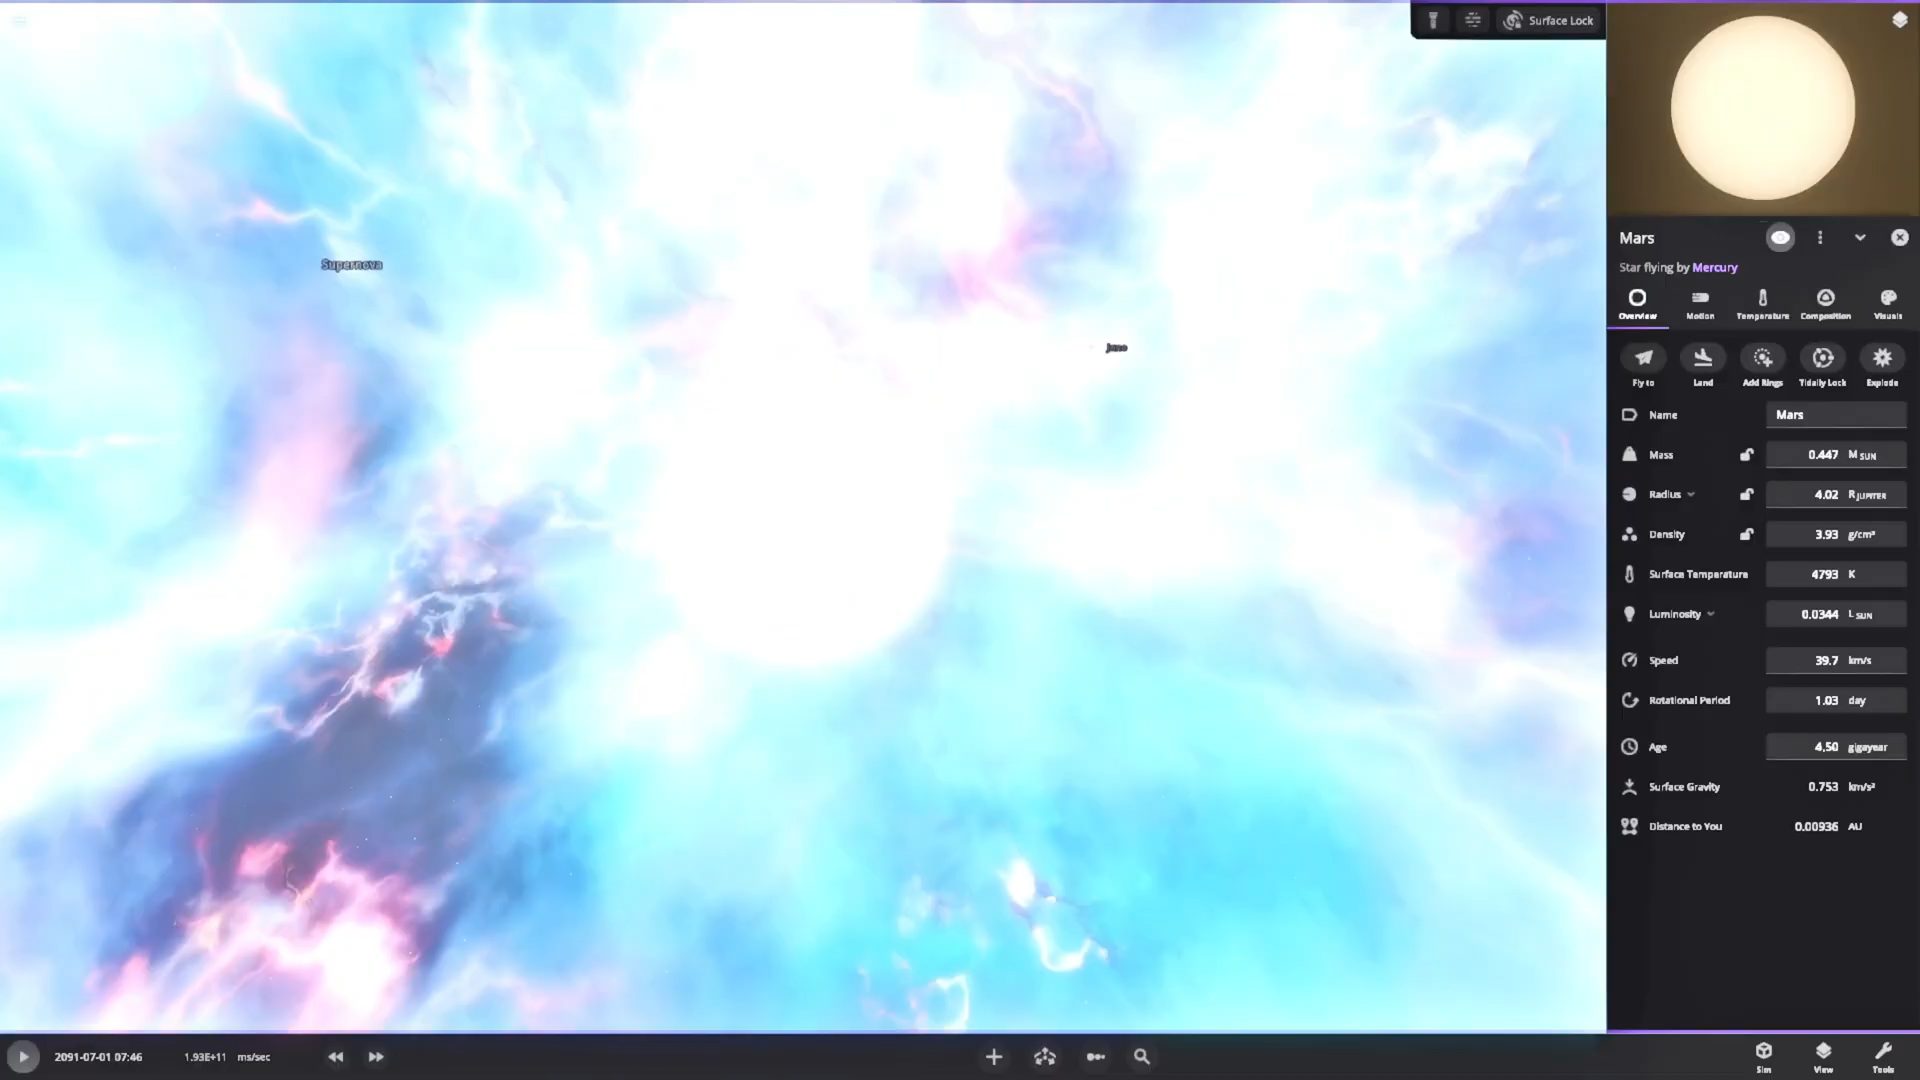 Surface Lock
Supernova
Juno
Mars
Star flying by Mercury
Overview Motion Temperature Composition Visuals
Fly to Land Add Rings Tidally Lock Explode
Name Mars
Mass 0.447 M SUN
Radius 4.02 R JUPITER
Density 3.93 g/cm³
Surface Temperature 4793 K
Luminosity 0.0344 L SUN
Speed 39.7 km/s
Rotational Period 1.03 day
Age 4.50 gigayear
Surface Gravity 0.753 km/s²
Distance to You 0.00936 AU
2091-07-01 07:46 1.93E+11 ms/sec
Sim View Tools